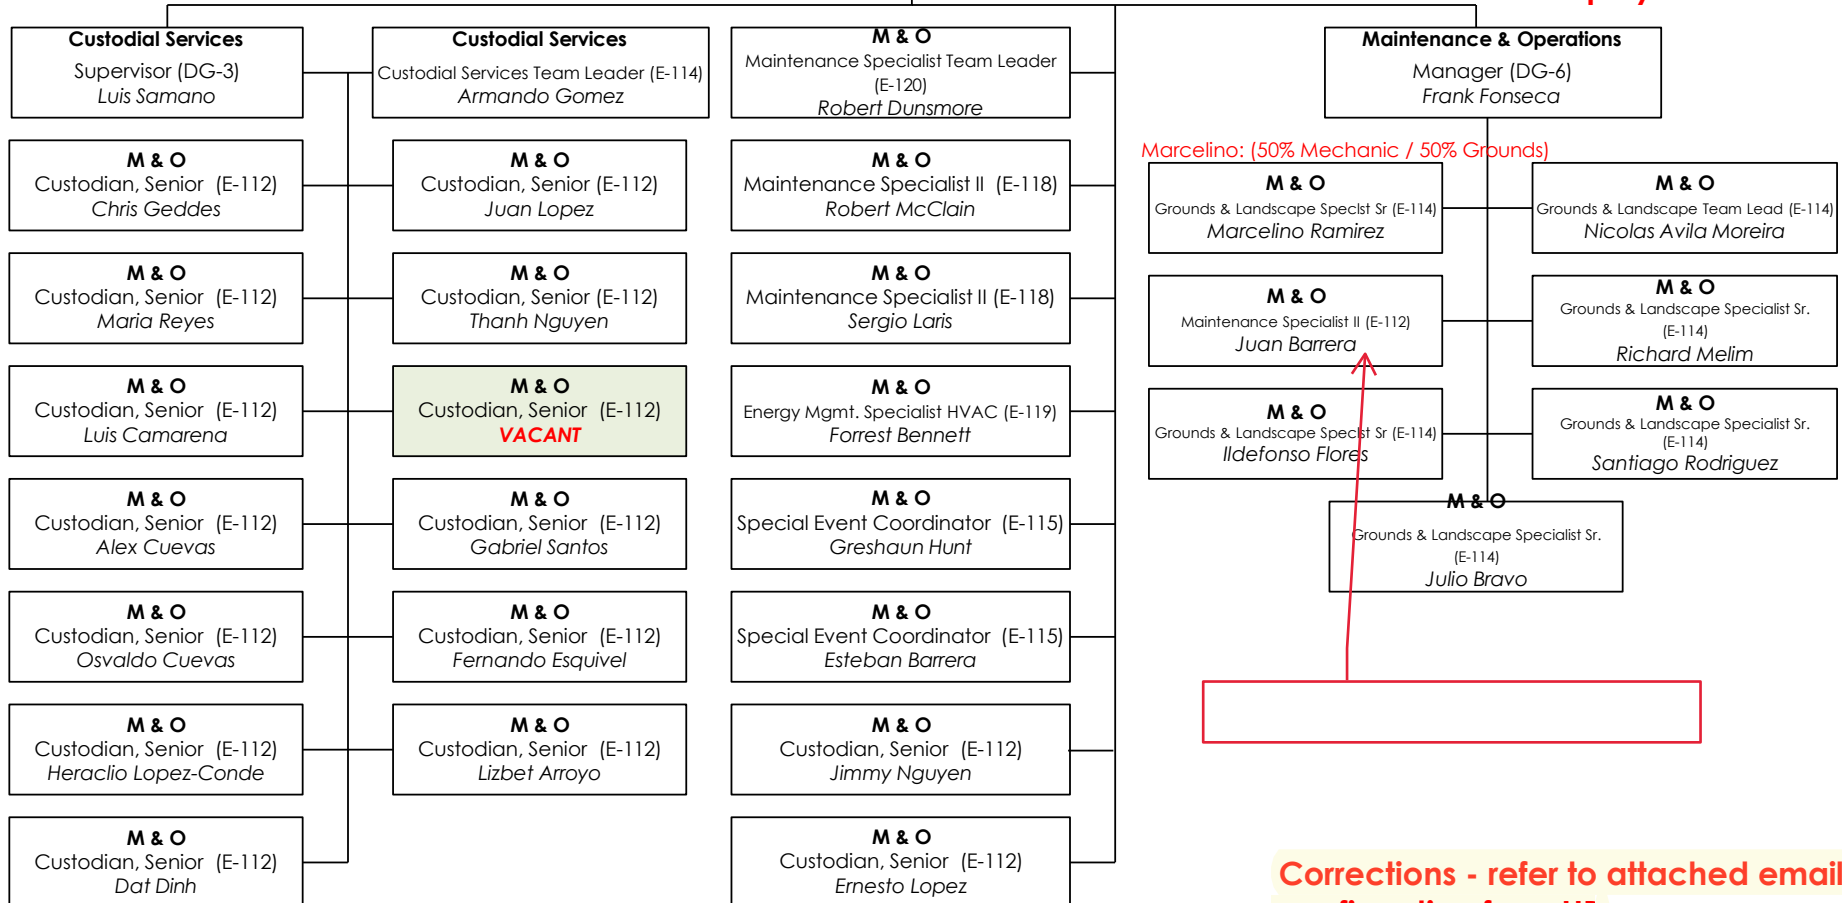 Custodial Services
Supervisor (DG-3)
Luis Samano
Custodial Services
Custodial Services Team Leader (E-114)
Armando Gomez
M & O
Maintenance Specialist Team Leader
(E-120)
Robert Dunsmore
Maintenance & Operations
Manager (DG-6)
Frank Fonseca
M & O
Custodian, Senior (E-112)
Chris Geddes
M & O
Custodian, Senior (E-112)
Juan Lopez
M & O
Maintenance Specialist II (E-118)
Robert McClain
Marcelino: (50% Mechanic / 50% Grounds)
M & O
Grounds & Landscape Speclst Sr (E-114)
Marcelino Ramirez
M & O
Grounds & Landscape Team Lead (E-114)
Nicolas Avila Moreira
M & O
Custodian, Senior (E-112)
Maria Reyes
M & O
Custodian, Senior (E-112)
Thanh Nguyen
M & O
Maintenance Specialist II (E-118)
Sergio Laris
M & O
Maintenance Specialist II (E-112)
Juan Barrera
M & O
Grounds & Landscape Specialist Sr.
(E-114)
Richard Melim
M & O
Custodian, Senior (E-112)
Luis Camarena
M & O
Custodian, Senior (E-112)
VACANT
M & O
Energy Mgmt. Specialist HVAC (E-119)
Forrest Bennett
M & O
Grounds & Landscape Speclst Sr (E-114)
Ildefonso Flores
M & O
Grounds & Landscape Specialist Sr.
(E-114)
Santiago Rodriguez
M & O
Custodian, Senior (E-112)
Alex Cuevas
M & O
Custodian, Senior (E-112)
Gabriel Santos
M & O
Special Event Coordinator (E-115)
Greshaun Hunt
M & O
Grounds & Landscape Specialist Sr.
(E-114)
Julio Bravo
M & O
Custodian, Senior (E-112)
Osvaldo Cuevas
M & O
Custodian, Senior (E-112)
Fernando Esquivel
M & O
Special Event Coordinator (E-115)
Esteban Barrera
M & O
Custodian, Senior (E-112)
Heraclio Lopez-Conde
M & O
Custodian, Senior (E-112)
Lizbet Arroyo
M & O
Custodian, Senior (E-112)
Jimmy Nguyen
M & O
Custodian, Senior (E-112)
Dat Dinh
M & O
Custodian, Senior (E-112)
Ernesto Lopez
Corrections - refer to attached email